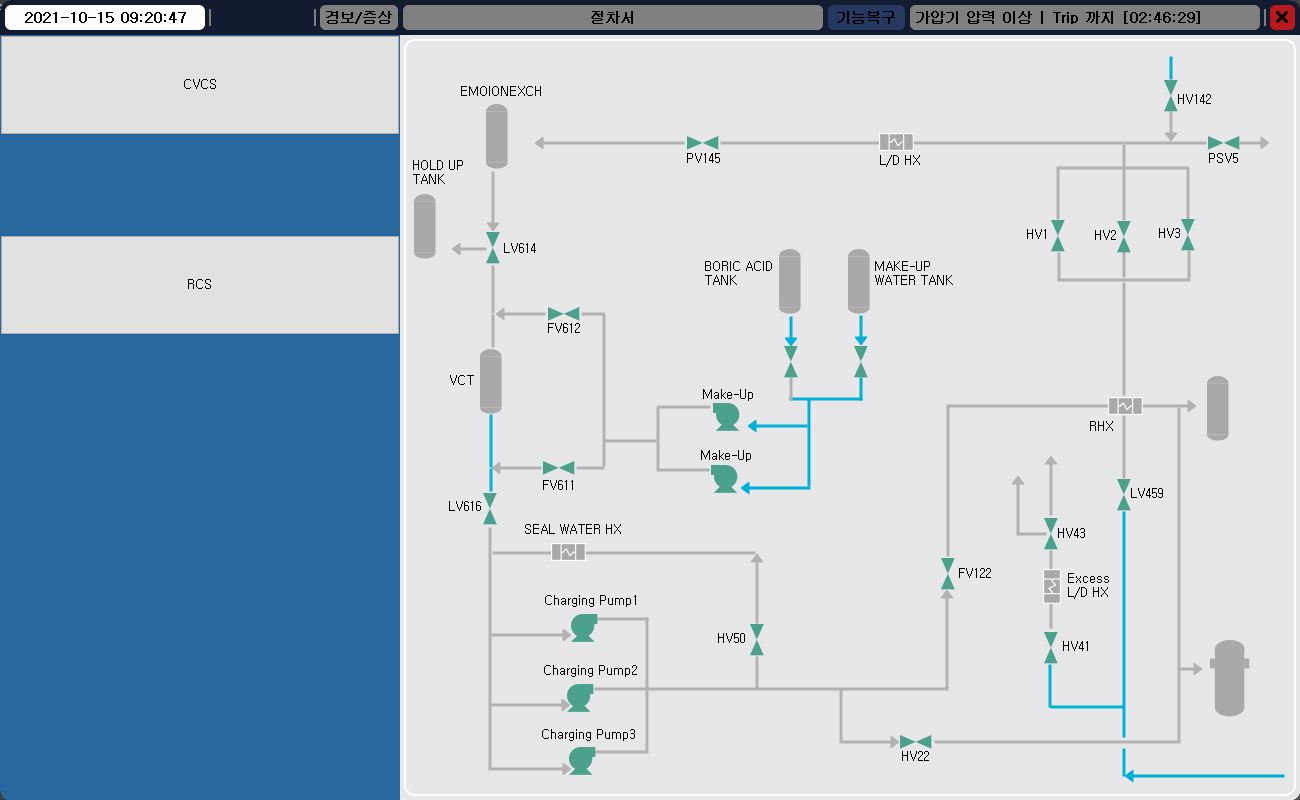 2021-10-15 09:20:47
경보/증상
절차서
기능복구
가압기 압력 이상 | Trip 까지 [02:46:29]
CVCS
RCS
EMOIONEXCH
HV142
PV145
L/D HX
PSV5
HOLD UP
TANK
LV614
HV1
HV2
HV3
BORIC ACID
TANK
MAKE-UP
WATER TANK
FV612
VCT
Make-Up
RHX
Make-Up
FV611
LV616
LV459
SEAL WATER HX
HV43
FV122
Excess
L/D HX
Charging Pump1
HV50
HV41
Charging Pump2
Charging Pump3
HV22